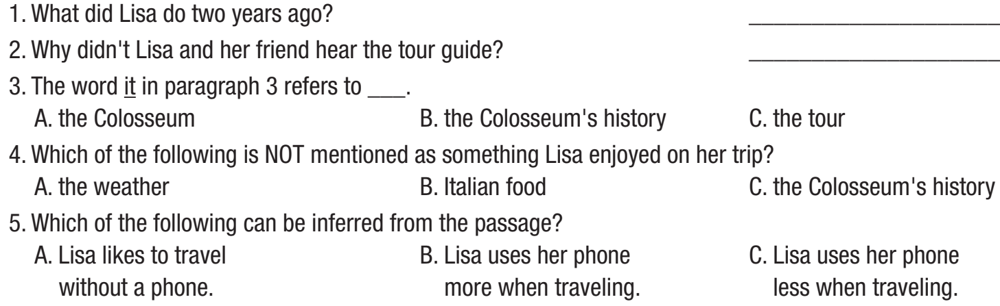 1. What did Lisa do two years ago? ____________________
2. Why didn't Lisa and her friend hear the tour guide? ____________________
3. The word it in paragraph 3 refers to ___.
A. the Colosseum B. the Colosseum's history C. the tour
4. Which of the following is NOT mentioned as something Lisa enjoyed on her trip?
A. the weather B. Italian food C. the Colosseum's history
5. Which of the following can be inferred from the passage?
A. Lisa likes to travel B. Lisa uses her phone C. Lisa uses her phone
without a phone. more when traveling. less when traveling.